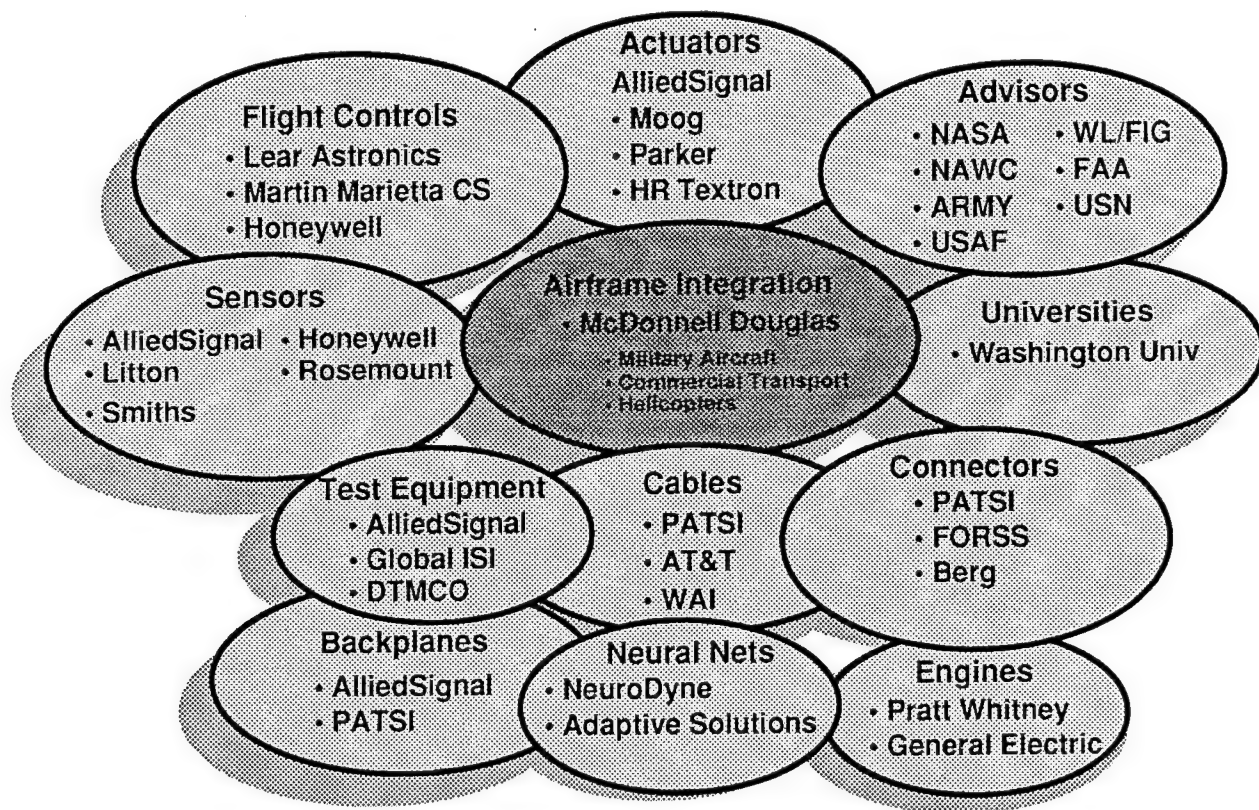 Actuators
AlliedSignal
• Moog
• Parker
• HR Textron
Flight Controls
• Lear Astronics
• Martin Marietta CS
• Honeywell
Advisors
• NASA • WL/FIG
• NAWC • FAA
• ARMY • USN
• USAF
Sensors
• AlliedSignal • Honeywell
• Litton • Rosemount
• Smiths
Airframe Integration
• McDonnell Douglas
• Military Aircraft
• Commercial Transport
• Helicopters
Universities
• Washington Univ
Test Equipment
• AlliedSignal
• Global ISI
• DTMCO
Cables
• PATSI
• AT&T
• WAI
Connectors
• PATSI
• FORSS
• Berg
Backplanes
• AlliedSignal
• PATSI
Neural Nets
• NeuroDyne
• Adaptive Solutions
Engines
• Pratt Whitney
• General Electric